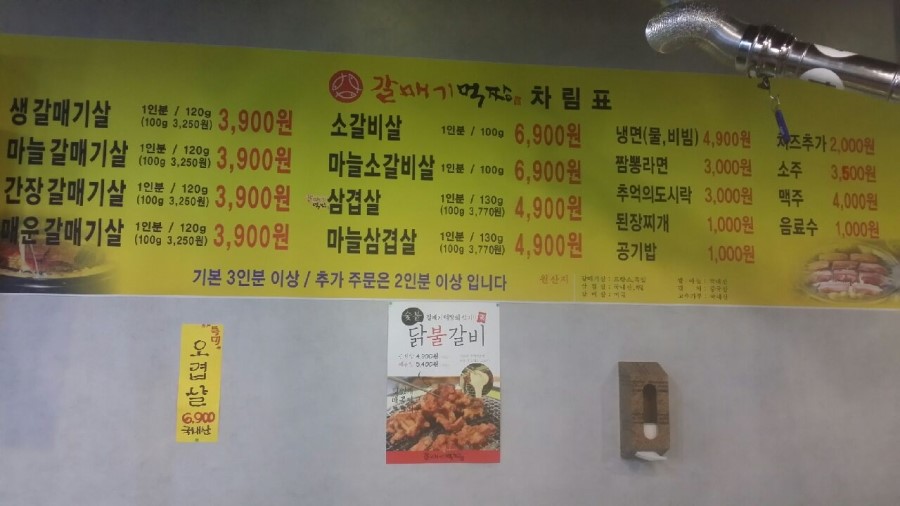 갈매기먹짱 차림표
생갈매기살 1인분 / 120g (100g 3,250원) 3,900원
마늘갈매기살 1인분 / 120g (100g 3,250원) 3,900원
간장갈매기살 1인분 / 120g (100g 3,250원) 3,900원
매운갈매기살 1인분 / 120g (100g 3,250원) 3,900원
소갈비살 1인분 / 100g 6,900원
마늘소갈비살 1인분 / 100g 6,900원
삼겹살 1인분 / 130g (100g 3,770원) 4,900원
마늘삼겹살 1인분 / 130g (100g 3,770원) 4,900원
냉면(물,비빔) 4,900원
짬뽕라면 3,000원
추억의도시락 3,000원
된장찌개 1,000원
공기밥 1,000원
치즈추가 2,000원
소주 3,500원
맥주 4,000원
음료수 1,000원
기본 3인분 이상 / 추가 주문은 2인분 이상 입니다
원산지
오겹살
6,900
국내산
닭불갈비
4,900원
5,400원